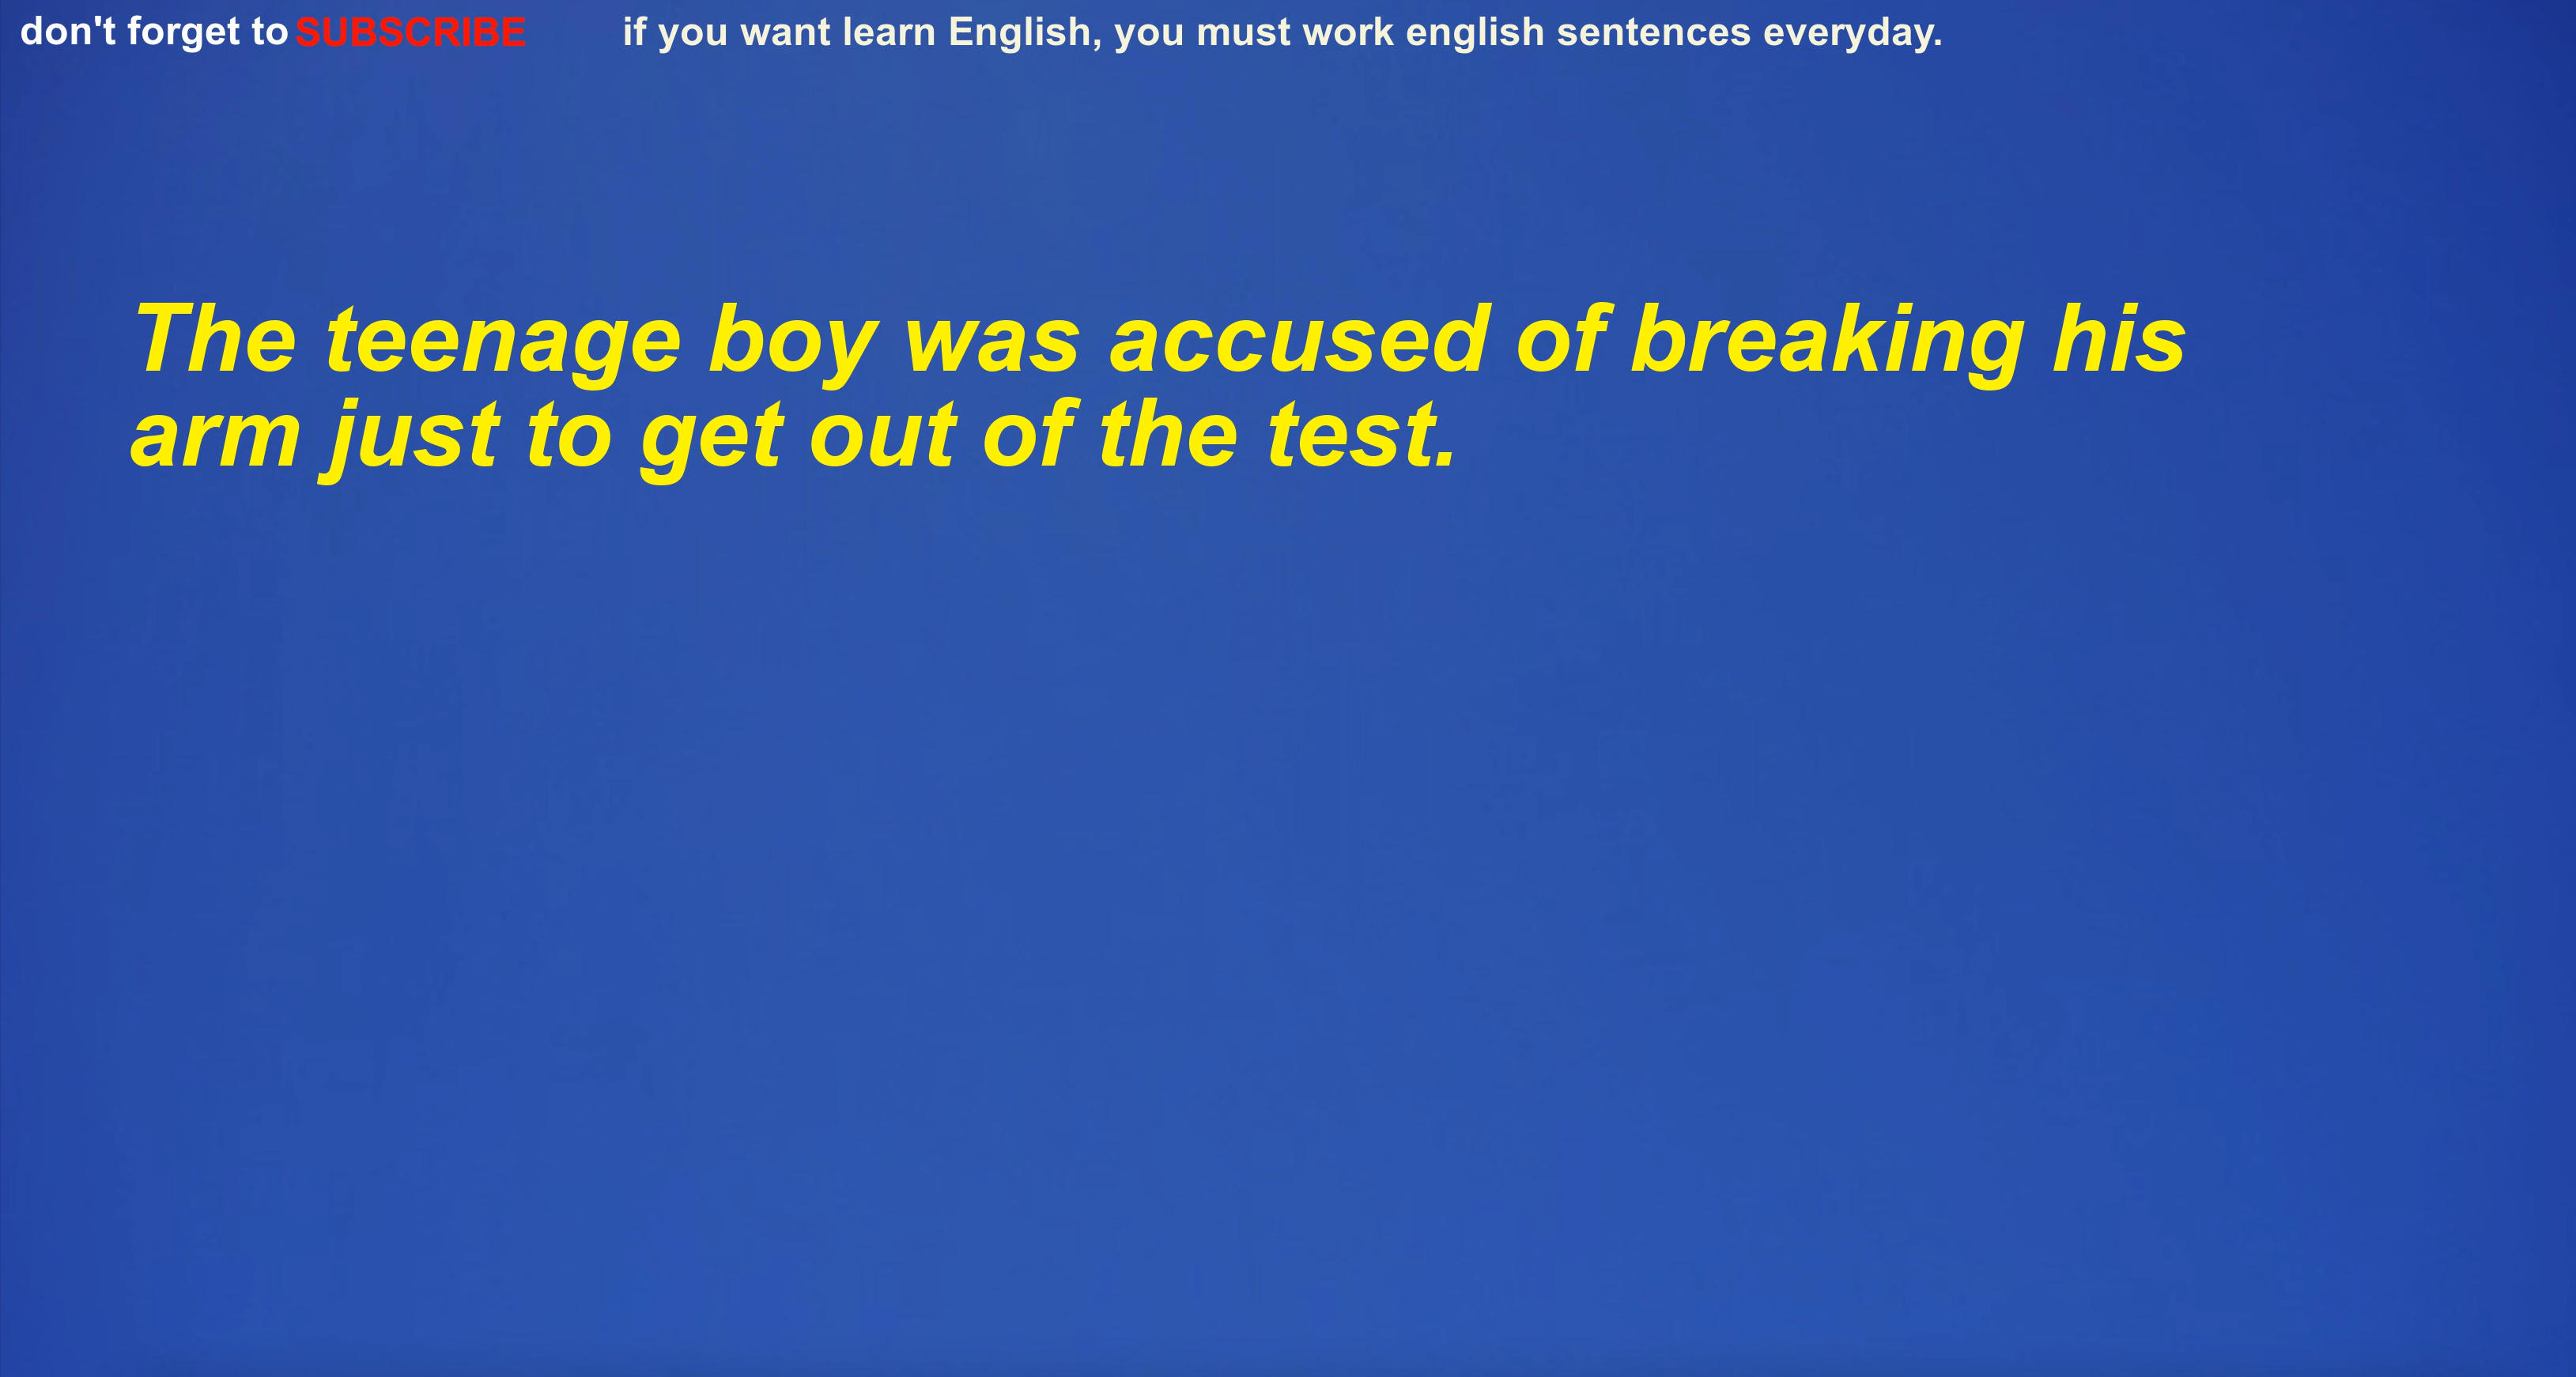 don't forget to SUBSCRIBE if you want learn English, you must work english sentences everyday.
The teenage boy was accused of breaking his
arm just to get out of the test.